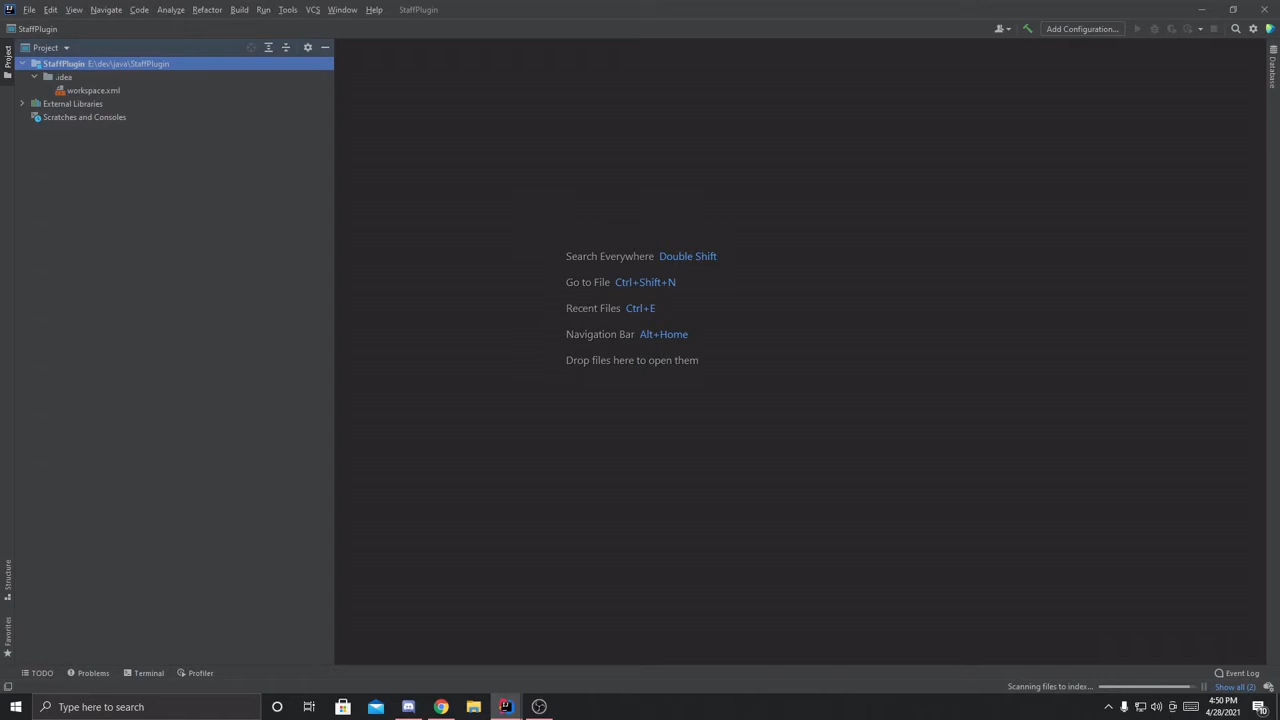 File Edit View Navigate Code Analyze Refactor Build Run Tools VCS Window Help StaffPlugin
StaffPlugin
Add Configuration...
Project
Project
StaffPlugin E:\dev\java\StaffPlugin
.idea
workspace.xml
External Libraries
Scratches and Consoles
Database
Search Everywhere Double Shift
Go to File Ctrl+Shift+N
Recent Files Ctrl+E
Navigation Bar Alt+Home
Drop files here to open them
Structure
Favorites
TODO Problems Terminal Profiler Event Log
Scanning files to index... Show all (2)
Type here to search
4:50 PM
4/28/2021
10